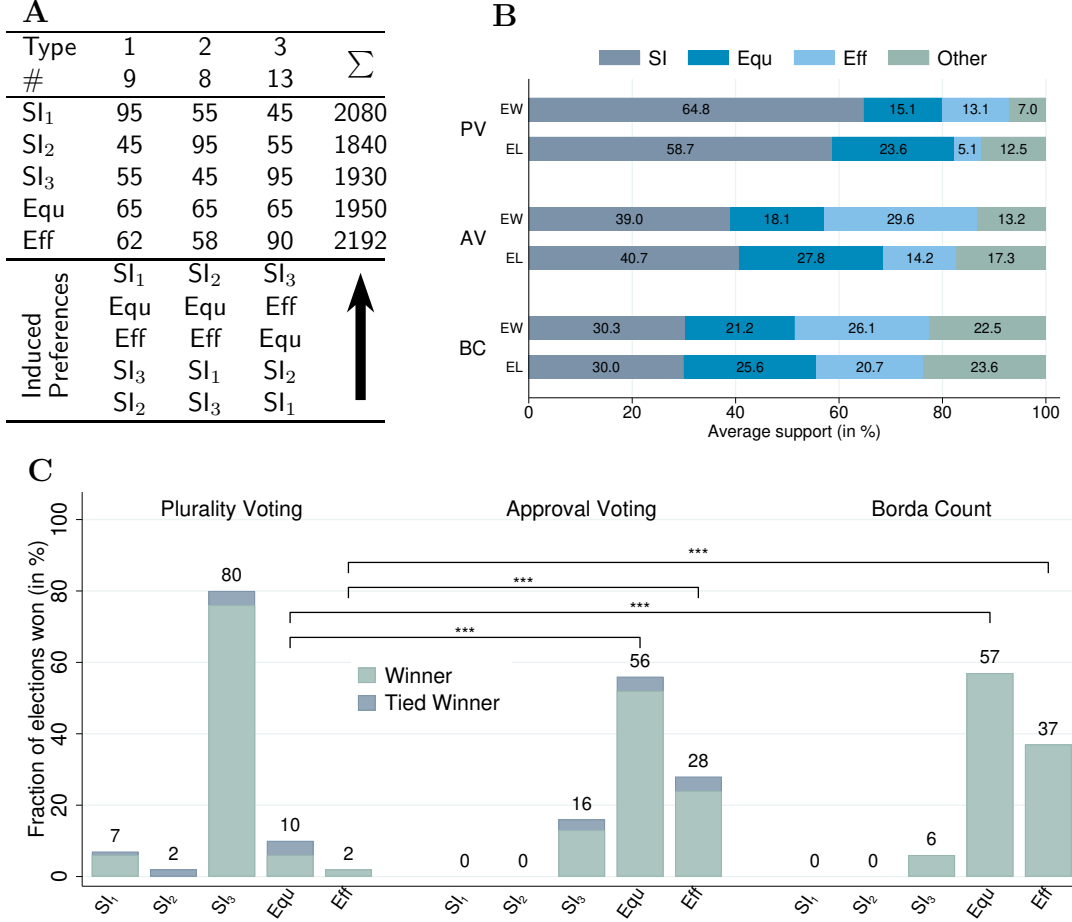 A
Type 1 2 3 ∑
# 9 8 13
SI₁ 95 55 45 2080
SI₂ 45 95 55 1840
SI₃ 55 45 95 1930
Equ 65 65 65 1950
Eff 62 58 90 2192
Induced Preferences
SI₁ SI₂ SI₃
Equ Equ Eff
Eff Eff Equ
SI₃ SI₁ SI₂
SI₂ SI₃ SI₁
B
SI Equ Eff Other
PV
EW 64.8 15.1 13.1 7.0
EL 58.7 23.6 5.1 12.5
AV
EW 39.0 18.1 29.6 13.2
EL 40.7 27.8 14.2 17.3
BC
EW 30.3 21.2 26.1 22.5
EL 30.0 25.6 20.7 23.6
0 20 40 60 80 100
Average support (in %)
C
Plurality Voting Approval Voting Borda Count
Fraction of elections won (in %)
100
80
60
40
20
0
***
***
***
***
Winner
Tied Winner
7 2 80 10 2 0 0 16 56 28 0 0 6 57 37
SI₁ SI₂ SI₃ Equ Eff SI₁ SI₂ SI₃ Equ Eff SI₁ SI₂ SI₃ Equ Eff